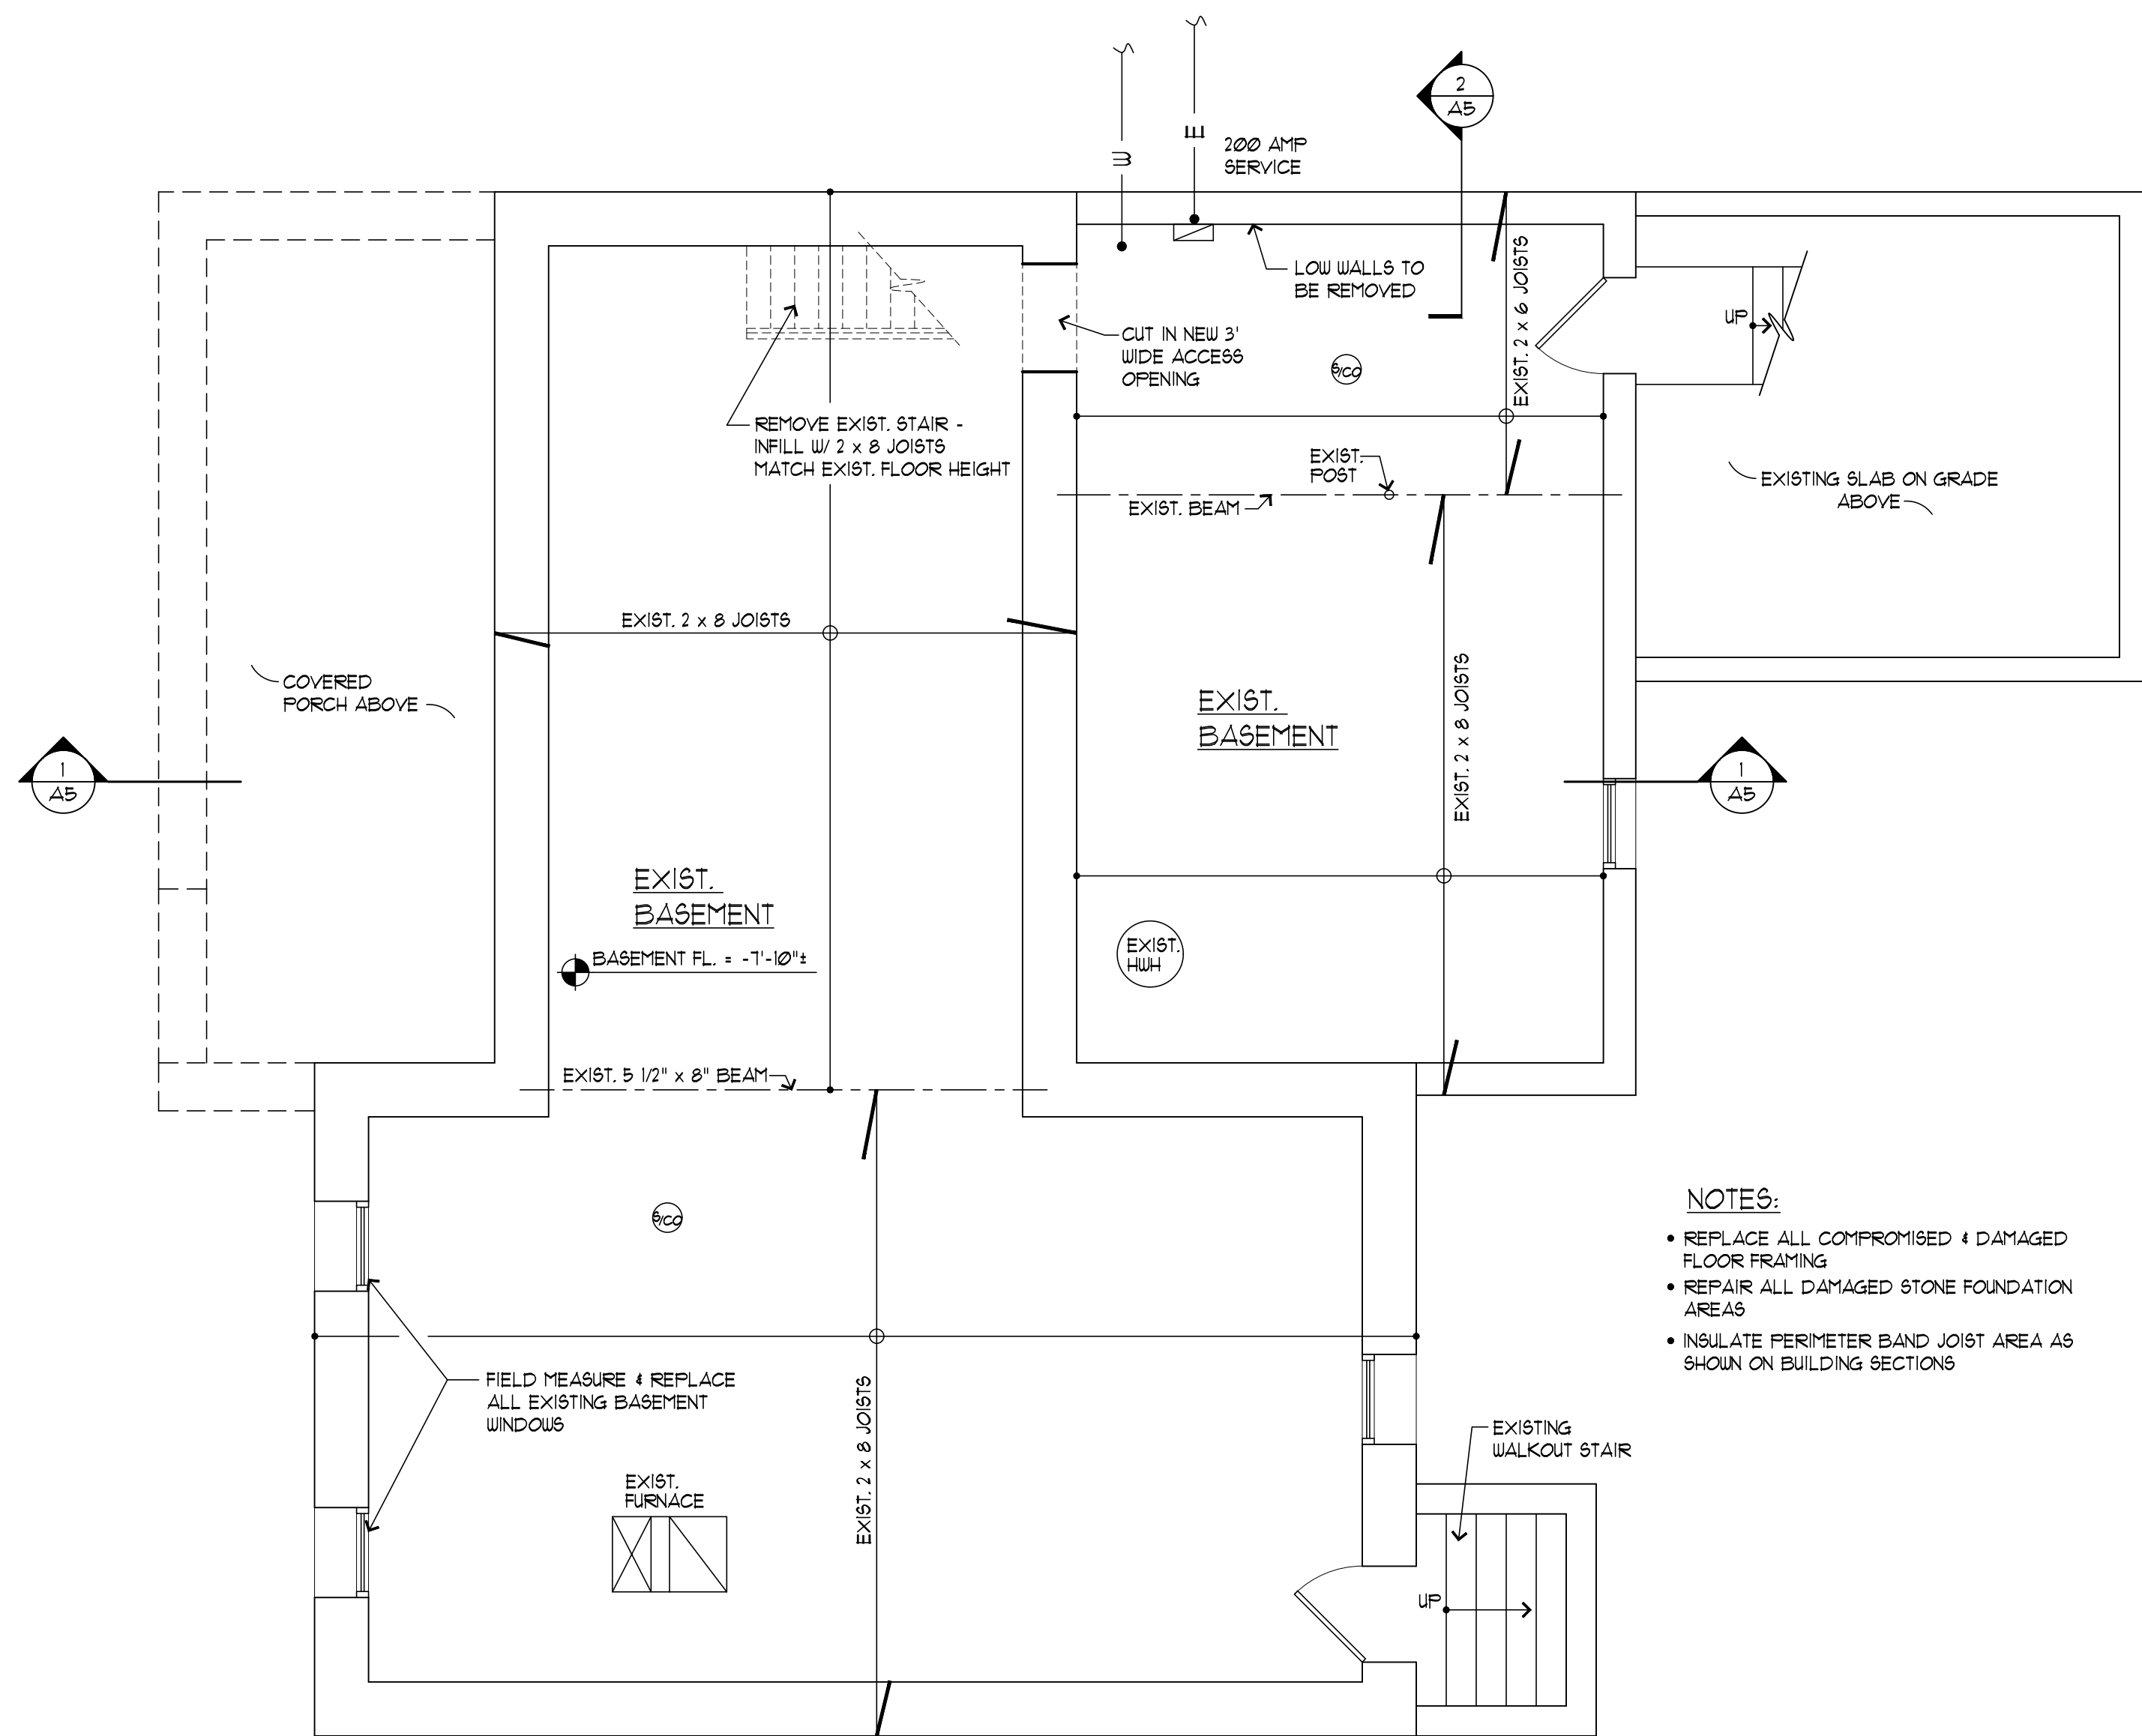 2
A5
E
W
200 AMP
SERVICE
LOW WALLS TO
BE REMOVED
EXIST. 2 x 6 JOISTS
UP
CUT IN NEW 3'
WIDE ACCESS
OPENING
S/CO
REMOVE EXIST. STAIR -
INFILL W/ 2 x 8 JOISTS
MATCH EXIST. FLOOR HEIGHT
EXIST.
POST
EXIST. BEAM
EXISTING SLAB ON GRADE
ABOVE
EXIST. 2 x 8 JOISTS
COVERED
PORCH ABOVE
EXIST.
BASEMENT
EXIST. 2 x 8 JOISTS
1
A5
1
A5
EXIST.
BASEMENT
BASEMENT FL. = -7'-10"±
EXIST.
HWH
EXIST. 5 1/2" x 8" BEAM
S/CO
NOTES:
• REPLACE ALL COMPROMISED & DAMAGED
FLOOR FRAMING
• REPAIR ALL DAMAGED STONE FOUNDATION
AREAS
• INSULATE PERIMETER BAND JOIST AREA AS
SHOWN ON BUILDING SECTIONS
FIELD MEASURE & REPLACE
ALL EXISTING BASEMENT
WINDOWS
EXIST. 2 x 8 JOISTS
EXISTING
WALKOUT STAIR
EXIST.
FURNACE
UP